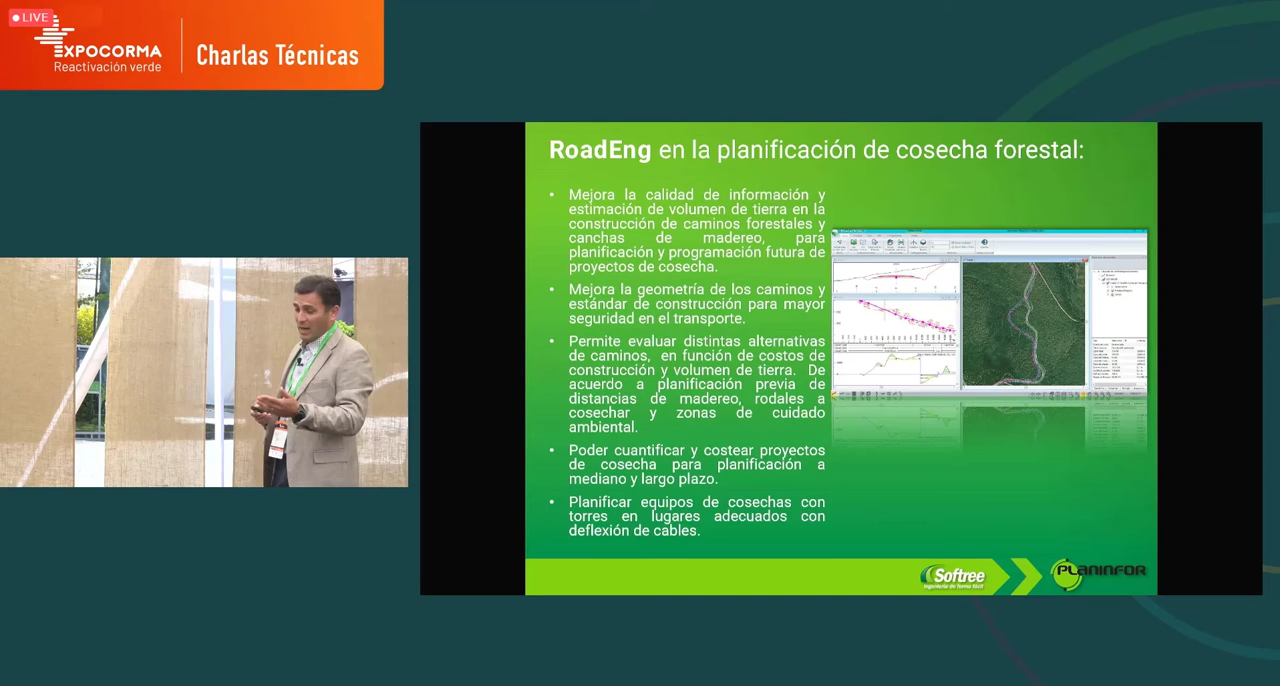 LIVE
EXPOCORMA
Reactivación verde
Charlas Técnicas
RoadEng en la planificación de cosecha forestal:
• Mejora la calidad de información y
estimación de volumen de tierra en la
construcción de caminos forestales y
canchas de madereo, para
planificación y programación futura de
proyectos de cosecha.
• Mejora la geometría de los caminos y
estándar de construcción para mayor
seguridad en el transporte.
• Permite evaluar distintas alternativas
de caminos, en función de costos de
construcción y volumen de tierra. De
acuerdo a planificación previa de
distancias de madereo, rodales a
cosechar y zonas de cuidado
ambiental.
• Poder cuantificar y costear proyectos
de cosecha para planificación a
mediano y largo plazo.
• Planificar equipos de cosechas con
torres en lugares adecuados con
deflexión de cables.
Softree
Ingeniería de forma fácil
PLANINFOR